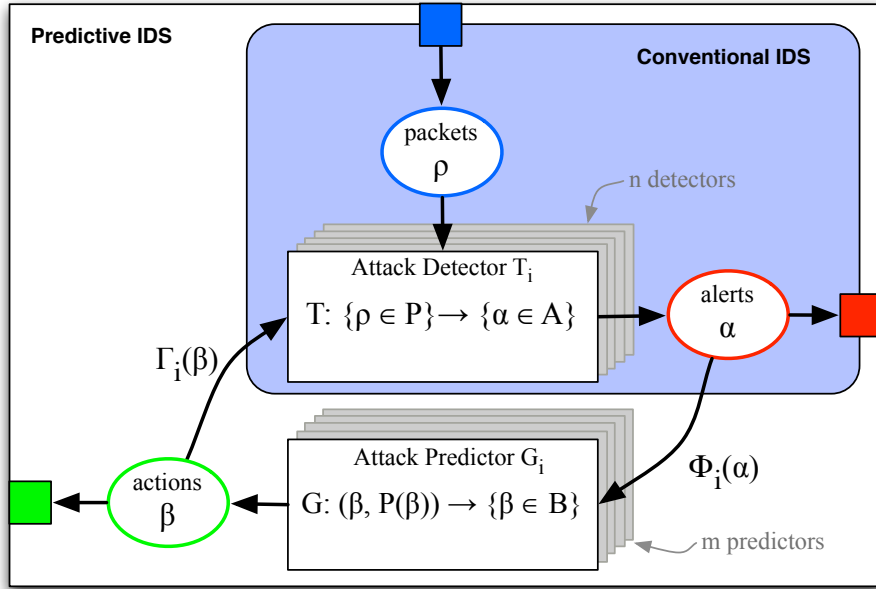 Predictive IDS
Conventional IDS
packets
ρ
n detectors
Attack Detector Tᵢ
T: {ρ ∈ P}→ {α ∈ A}
alerts
α
Γᵢ(β)
Φᵢ(α)
actions
β
Attack Predictor Gᵢ
G: (β, P(β)) → {β ∈ B}
m predictors